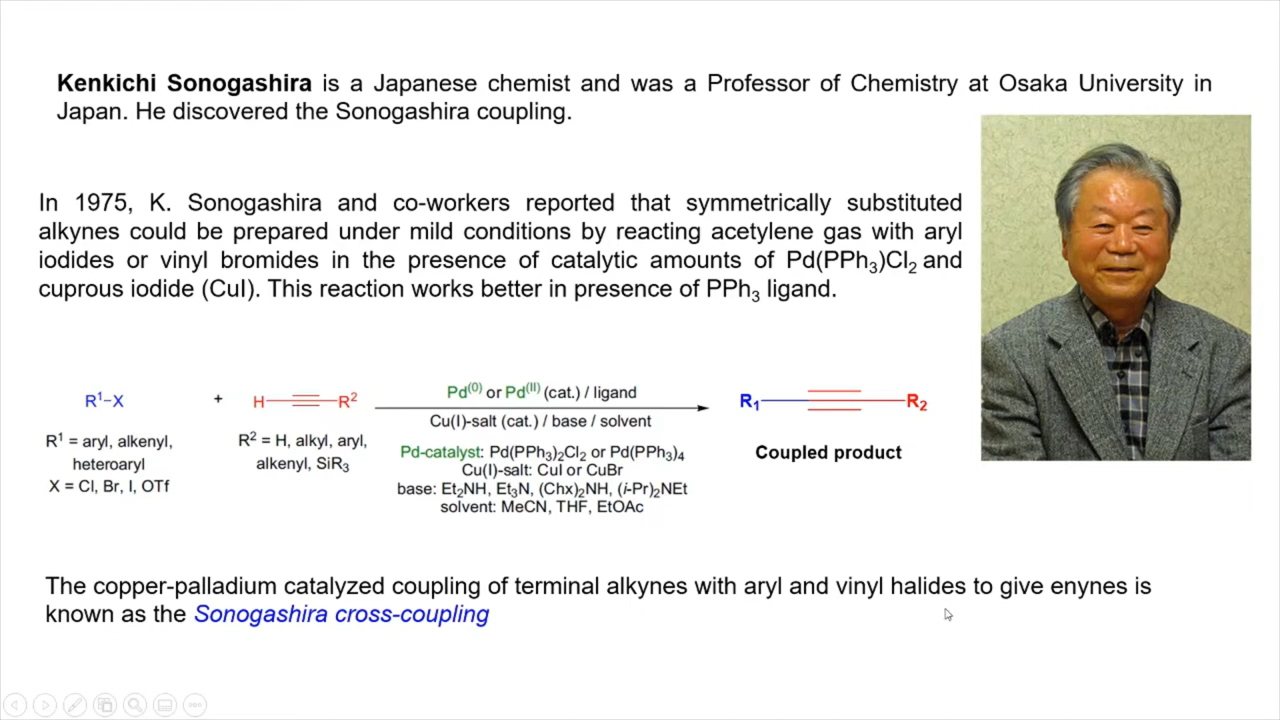 Kenkichi Sonogashira is a Japanese chemist and was a Professor of Chemistry at Osaka University in
Japan. He discovered the Sonogashira coupling.
In 1975, K. Sonogashira and co-workers reported that symmetrically substituted
alkynes could be prepared under mild conditions by reacting acetylene gas with aryl
iodides or vinyl bromides in the presence of catalytic amounts of Pd(PPh₃)Cl₂ and
cuprous iodide (CuI). This reaction works better in presence of PPh₃ ligand.
R¹–X
+
H
R²
Pd⁽⁰⁾ or Pd⁽ᴵᴵ⁾ (cat.) / ligand
Cu(I)-salt (cat.) / base / solvent
R₁
R₂
R¹ = aryl, alkenyl,
heteroaryl
X = Cl, Br, I, OTf
R² = H, alkyl, aryl,
alkenyl, SiR₃
Pd-catalyst: Pd(PPh₃)₂Cl₂ or Pd(PPh₃)₄
Cu(I)-salt: CuI or CuBr
base: Et₂NH, Et₃N, (Chx)₂NH, (i-Pr)₂NEt
solvent: MeCN, THF, EtOAc
Coupled product
The copper-palladium catalyzed coupling of terminal alkynes with aryl and vinyl halides to give enynes is
known as the Sonogashira cross-coupling